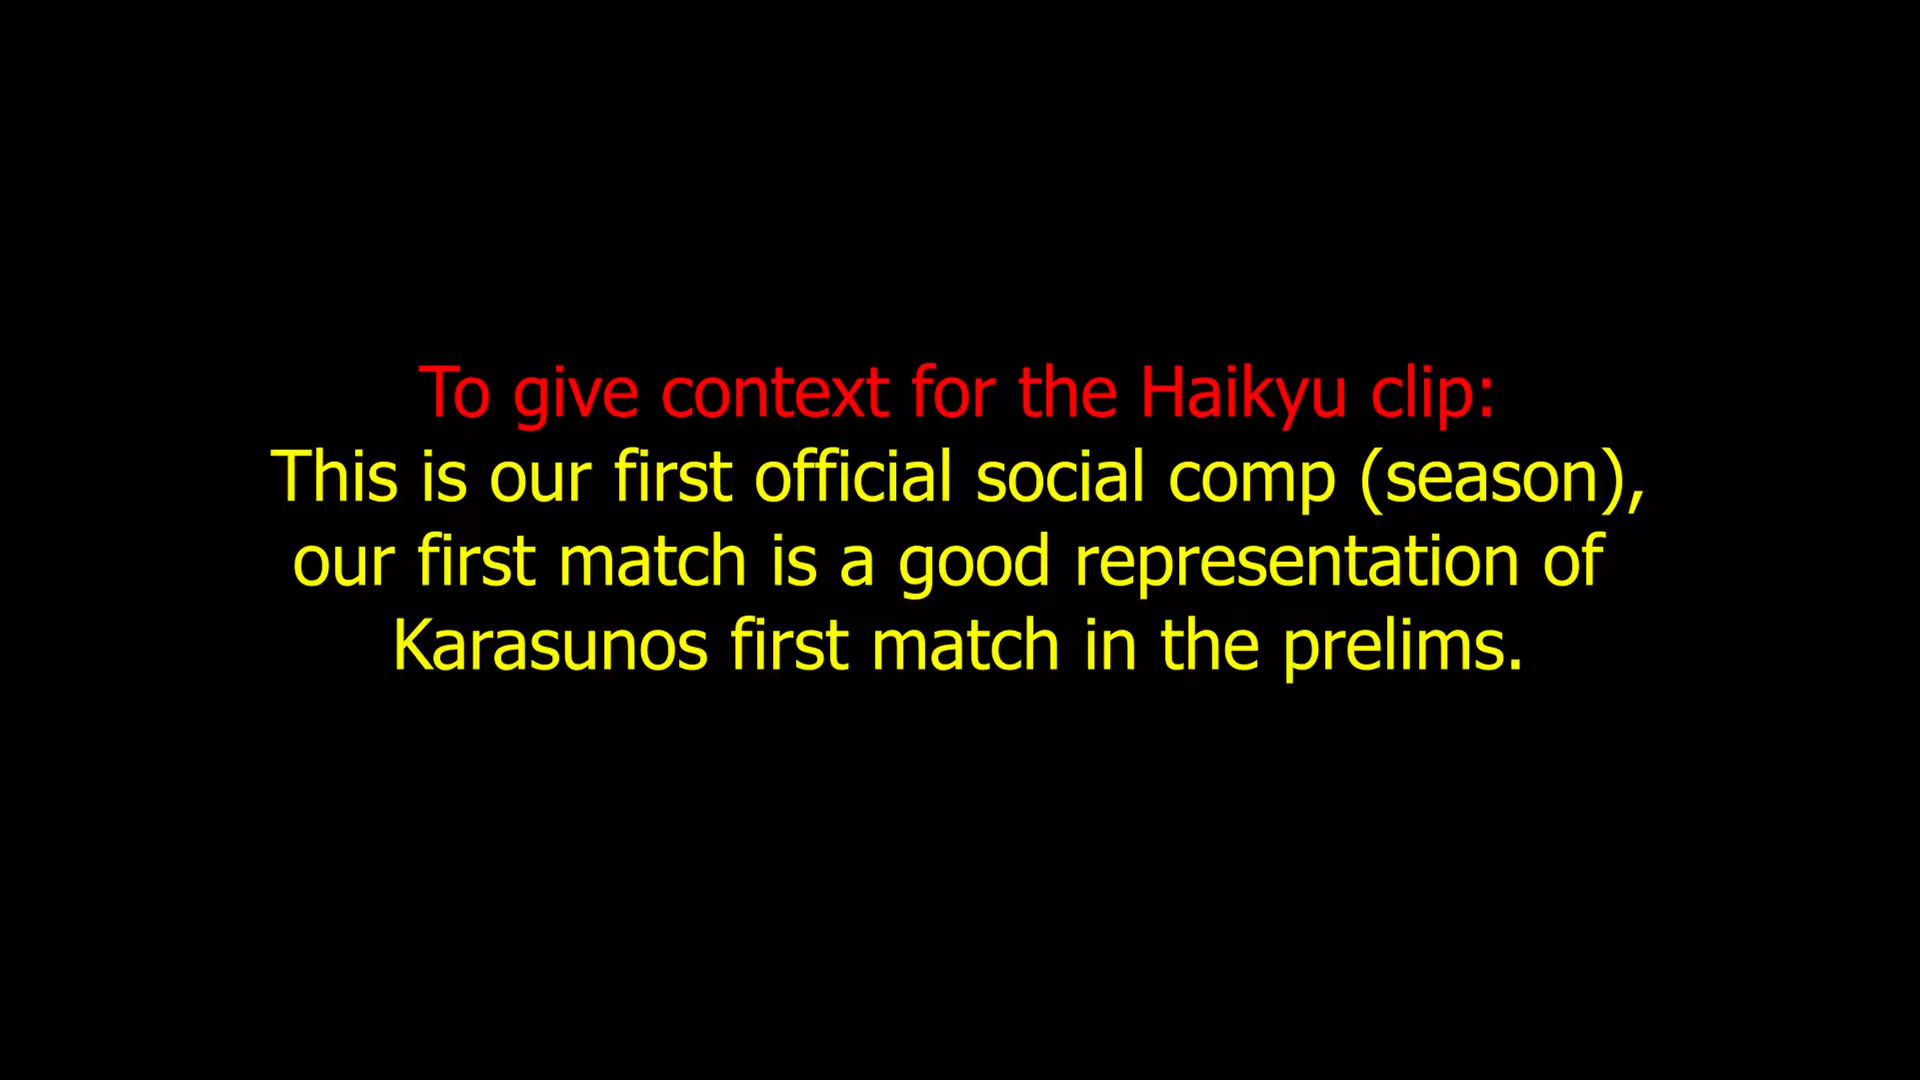 To give context for the Haikyu clip:
This is our first official social comp (season),
our first match is a good representation of
Karasunos first match in the prelims.